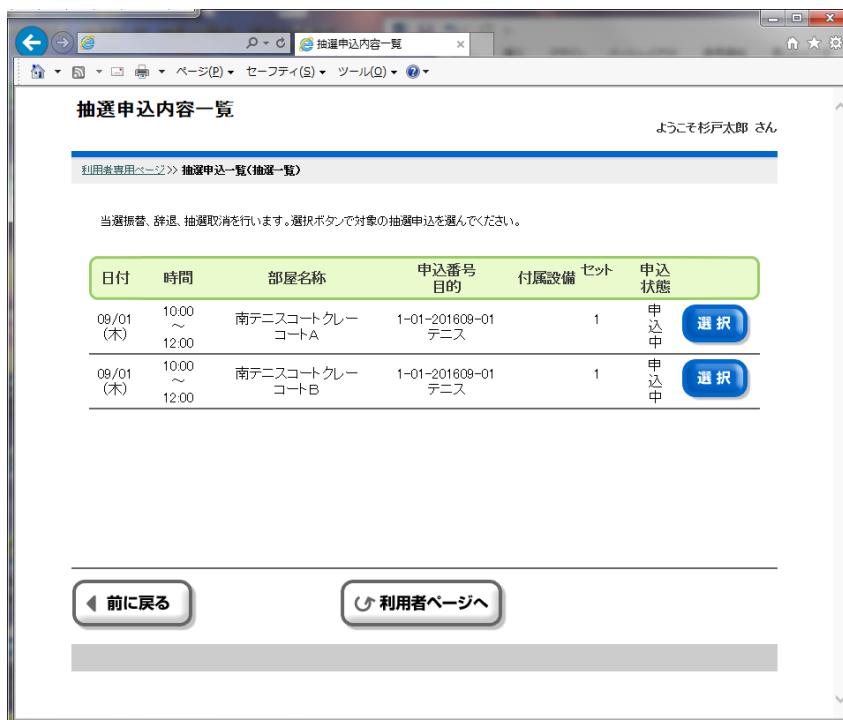 抽選申込内容一覧
ページ(P) セーフティ(S) ツール(O)
抽選申込内容一覧
ようこそ杉戸太郎 さん
利用者専用ページ>> 抽選申込一覧(抽選一覧)
当選振替、辞退、抽選取消を行います。選択ボタンで対象の抽選申込を選んでください。
日付 時間 部屋名称 申込番号 付属設備 セット 申込
目的 状態
09/01 10:00 南テニスコートクレー 1-01-201609-01 1 申込中 選択
(木) ~ コートA テニス
12:00
09/01 10:00 南テニスコートクレー 1-01-201609-01 1 申込中 選択
(木) ~ コートB テニス
12:00
前に戻る 利用者ページへ